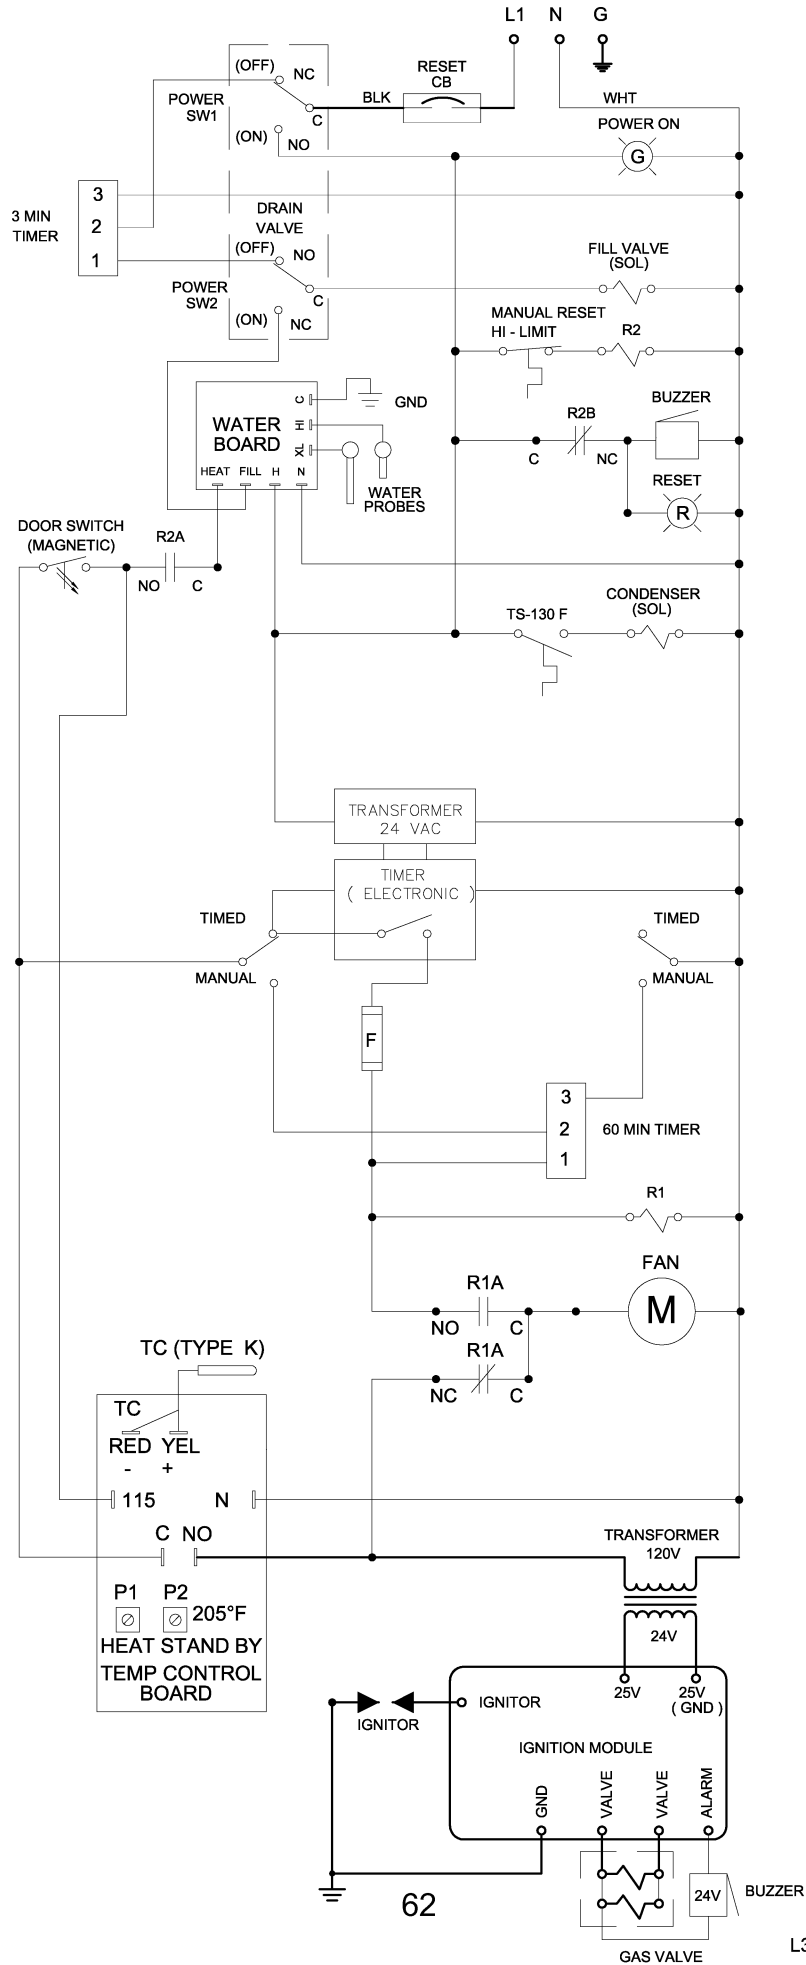 L1 N G
RESET
CB
BLK
WHT
(OFF) NC
POWER
SW1
C
(ON) NO
POWER ON
G
3 MIN
TIMER
3
2
1
DRAIN
VALVE
(OFF) NO
POWER
SW2
C
(ON) NC
FILL VALVE
(SOL)
MANUAL RESET
HI - LIMIT
R2
WATER
BOARD
C
HI
XL
HEAT FILL H N
GND
WATER
PROBES
R2B
C NC
BUZZER
RESET
R
DOOR SWITCH
(MAGNETIC)
R2A
NO C
TS-130 F
CONDENSER
(SOL)
TRANSFORMER
24 VAC
TIMER
( ELECTRONIC )
TIMED
MANUAL
TIMED
MANUAL
F
3
2
1
60 MIN TIMER
R1
FAN
M
R1A
NO C
R1A
NC C
TC (TYPE K)
TC
RED YEL
- +
115 N
C NO
P1 P2
205°F
HEAT STAND BY
TEMP CONTROL
BOARD
TRANSFORMER
120V
24V
25V 25V
( GND )
IGNITOR
IGNITOR
IGNITION MODULE
GND
VALVE
VALVE
ALARM
24V
BUZZER
GAS VALVE
62
L3